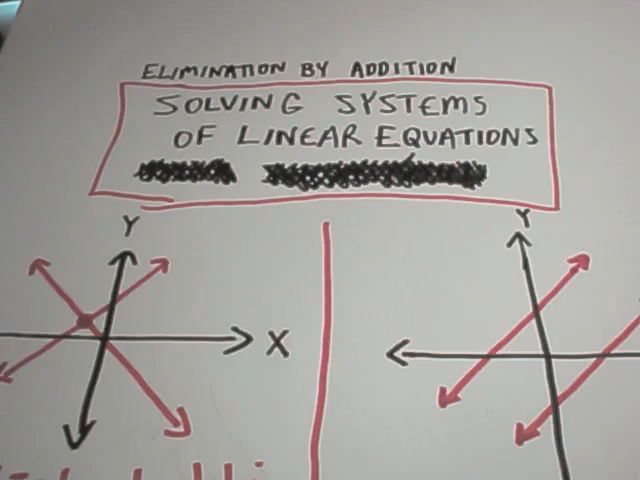 ELIMINATION BY ADDITION
SOLVING SYSTEMS
OF LINEAR EQUATIONS
Y
Y
X